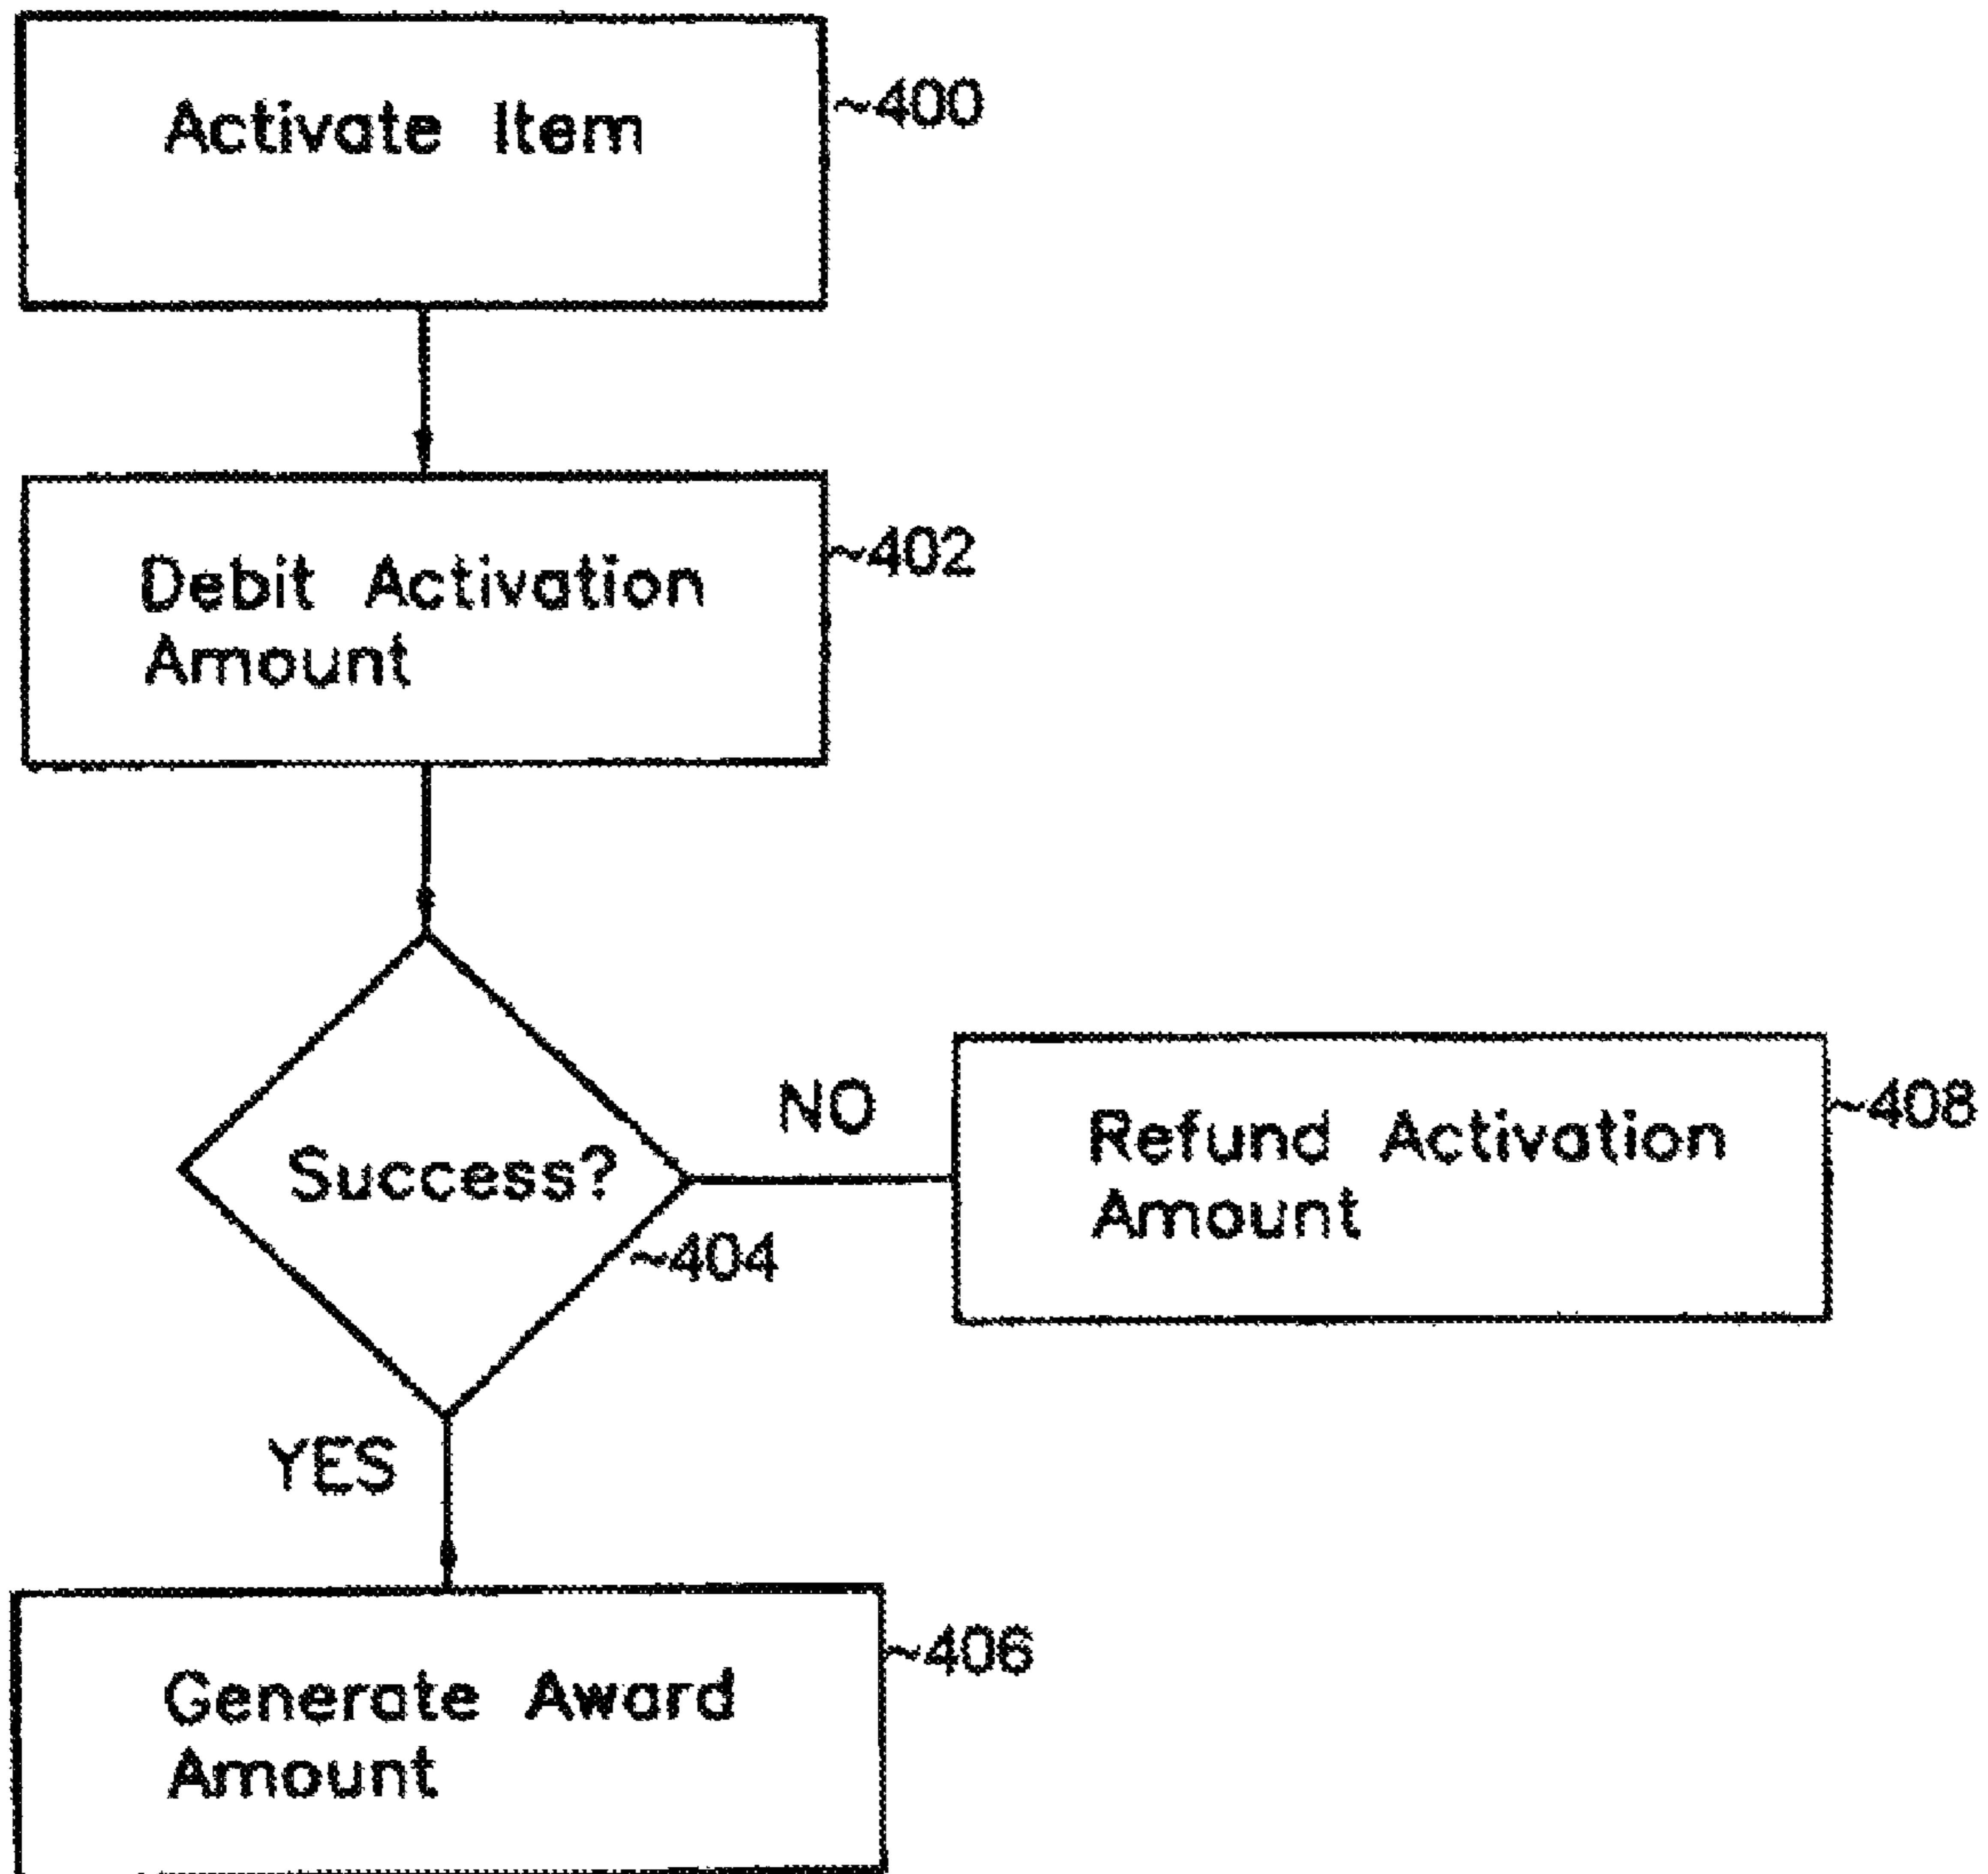 Activate Item
~400
Debit Activation
Amount
~402
Success?
~404
NO
Refund Activation
Amount
~408
YES
Generate Award
Amount
~406